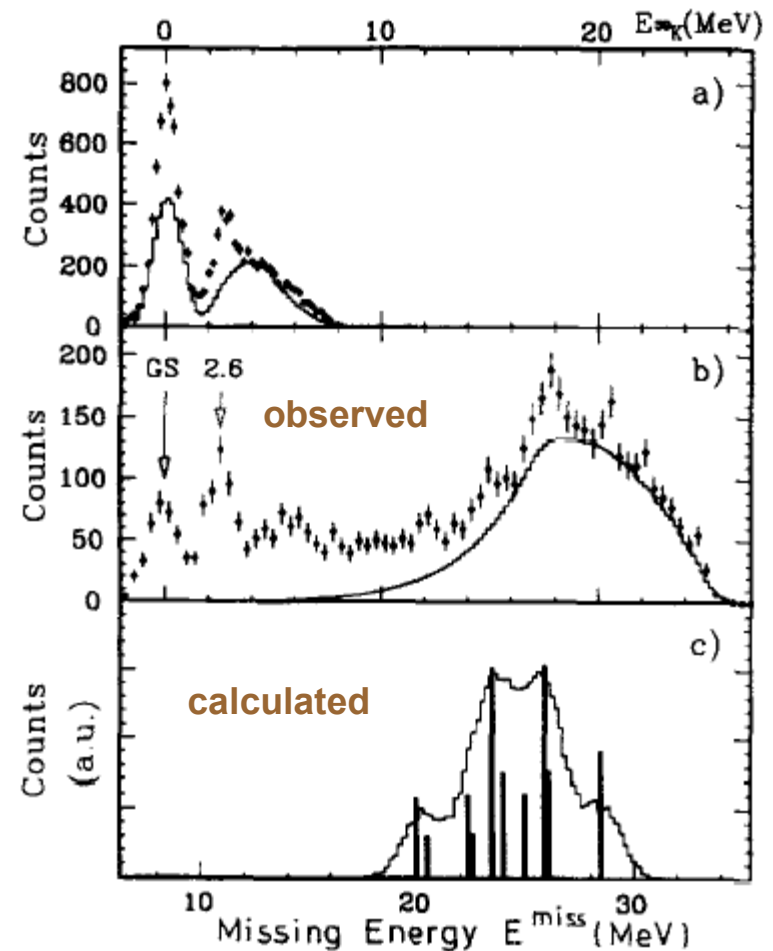 0 10 20 E (MeV)
a)
800
600
400
200
0
Counts
b)
200
150
100
50
0
GS 2.6
observed
Counts
c)
calculated
Counts
(a.u.)
10 20 30
Missing Energy E^miss (MeV)